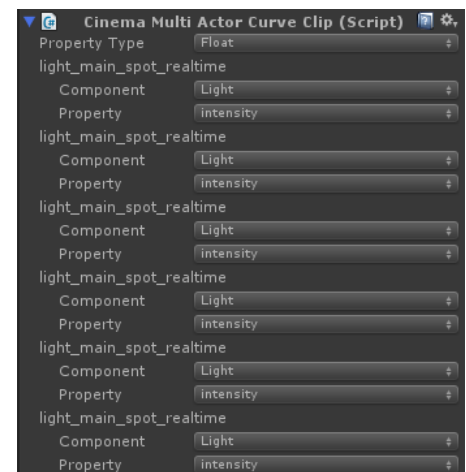 Cinema Multi Actor Curve Clip (Script)
Property Type Float
light_main_spot_realtime
Component Light
Property intensity
light_main_spot_realtime
Component Light
Property intensity
light_main_spot_realtime
Component Light
Property intensity
light_main_spot_realtime
Component Light
Property intensity
light_main_spot_realtime
Component Light
Property intensity
light_main_spot_realtime
Component Light
Property intensity